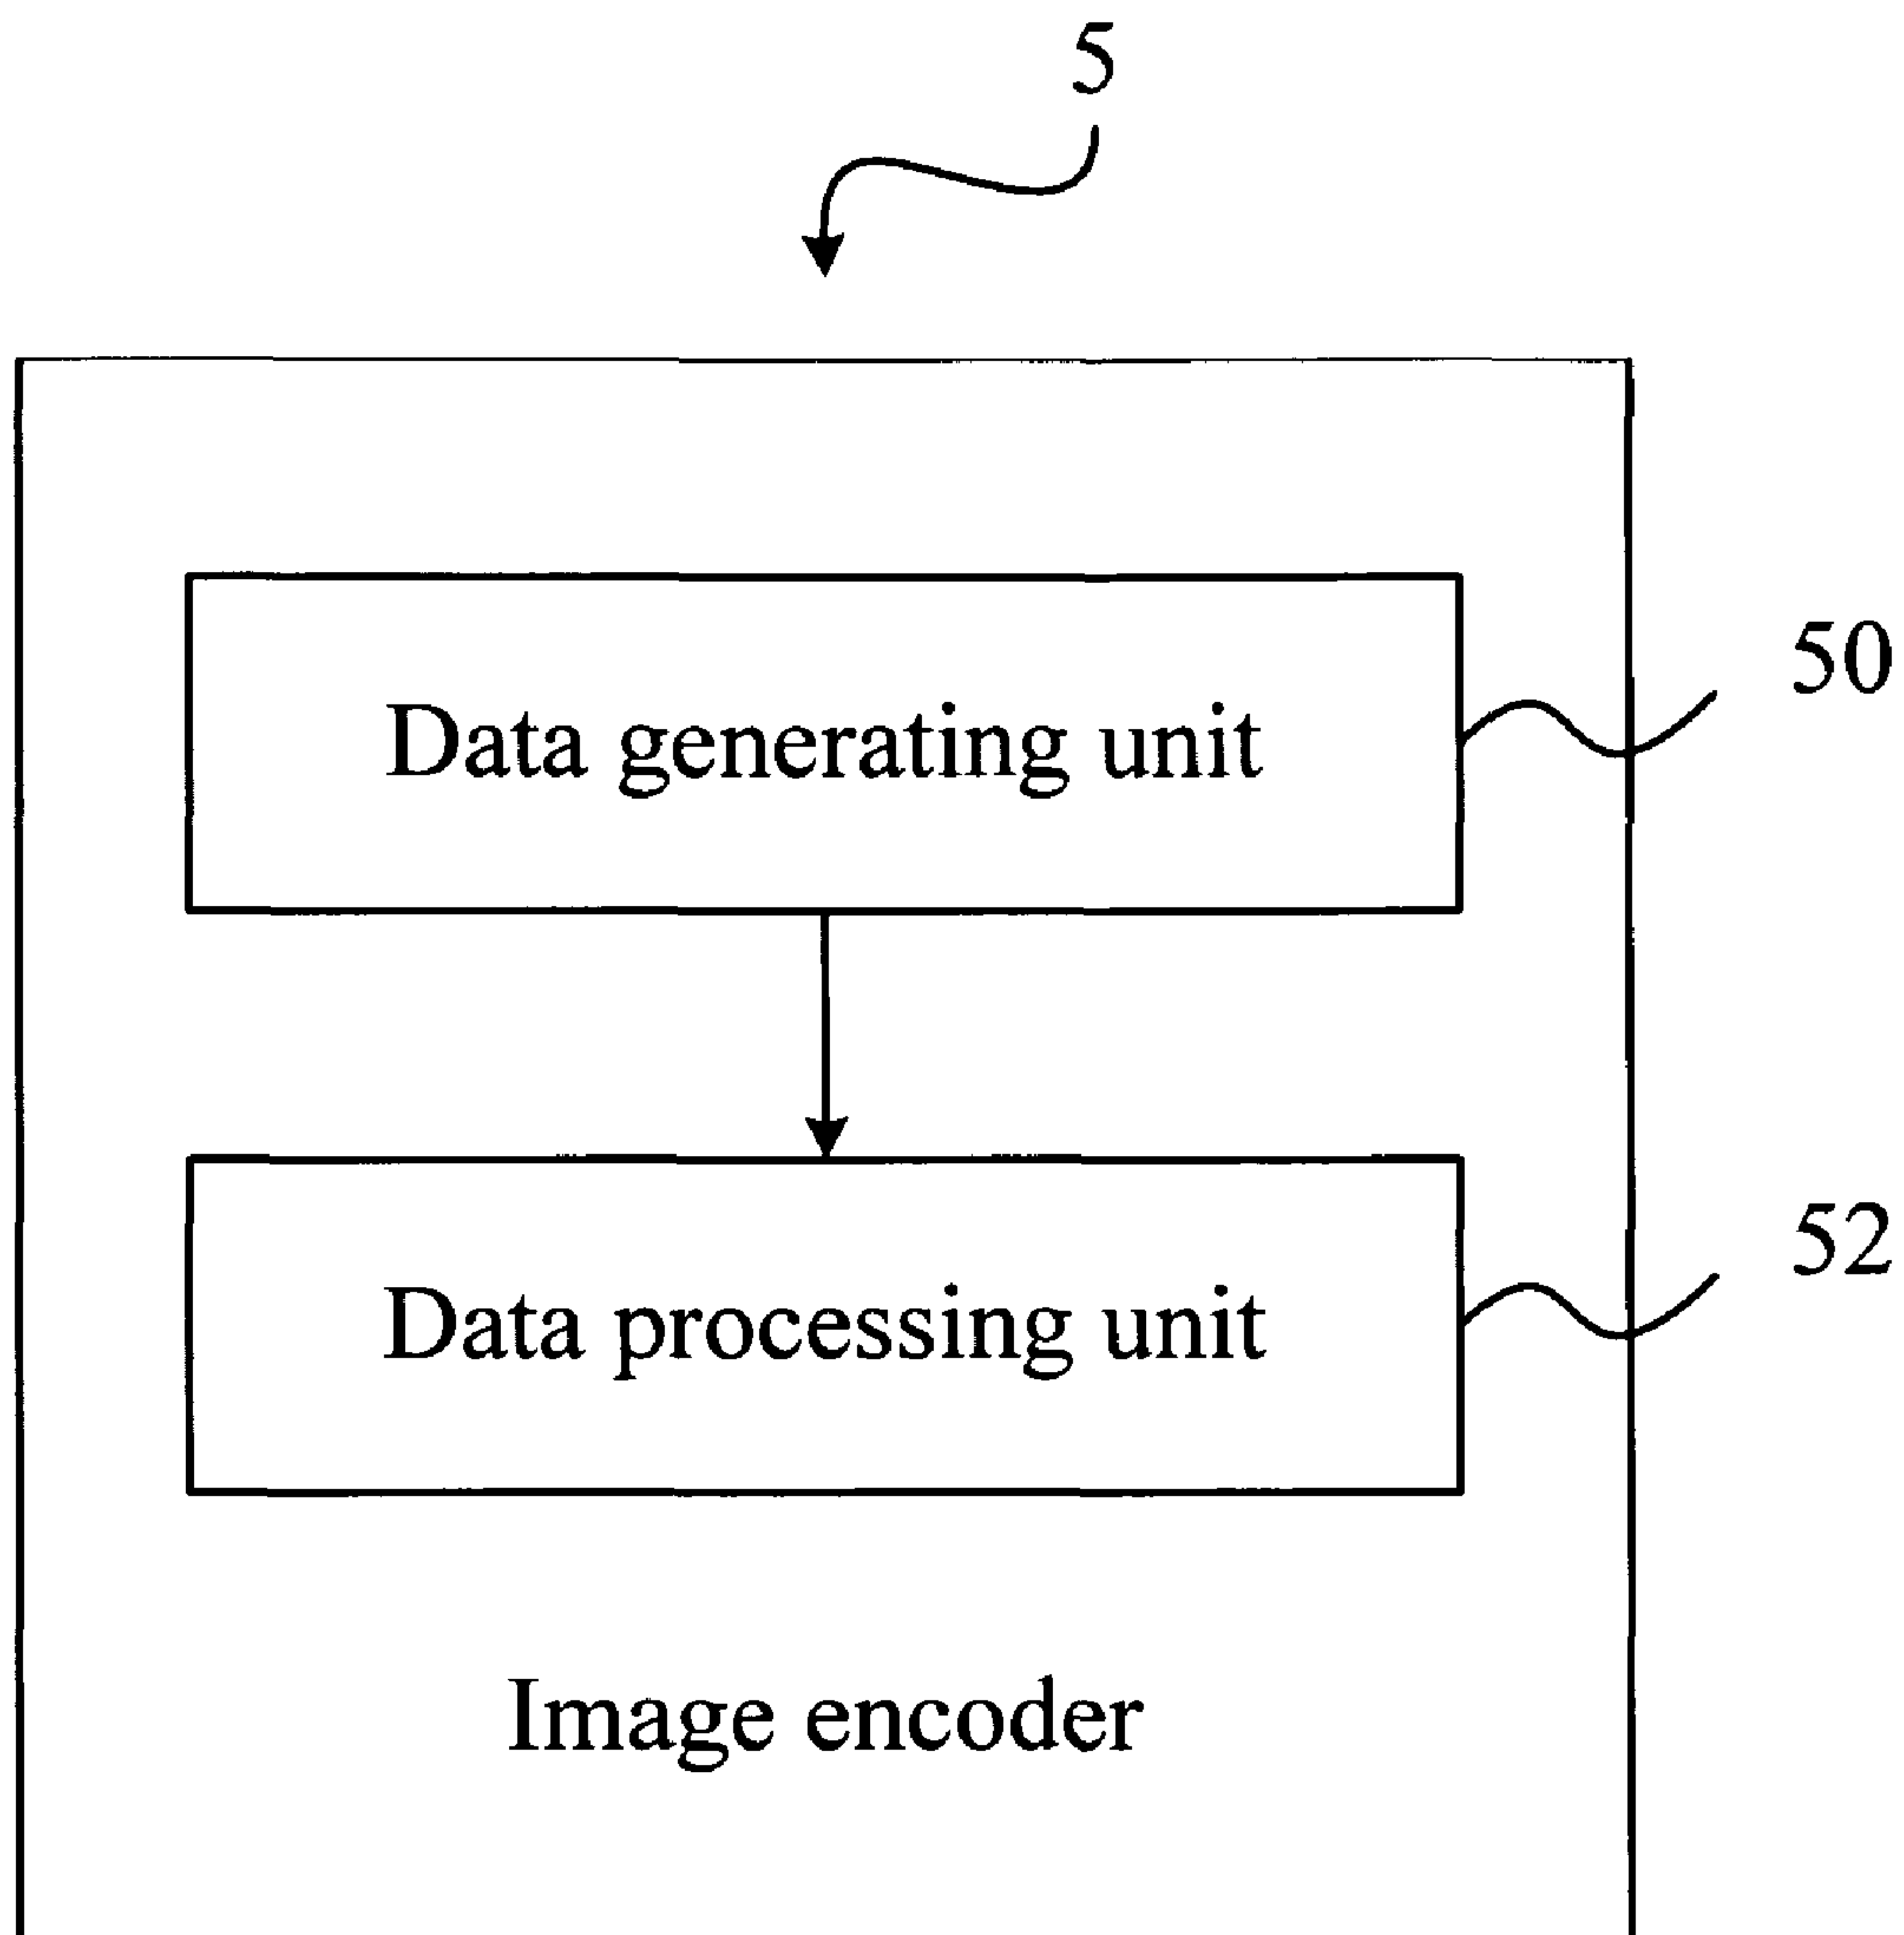 5
50
Data generating unit
52
Data processing unit
Image encoder